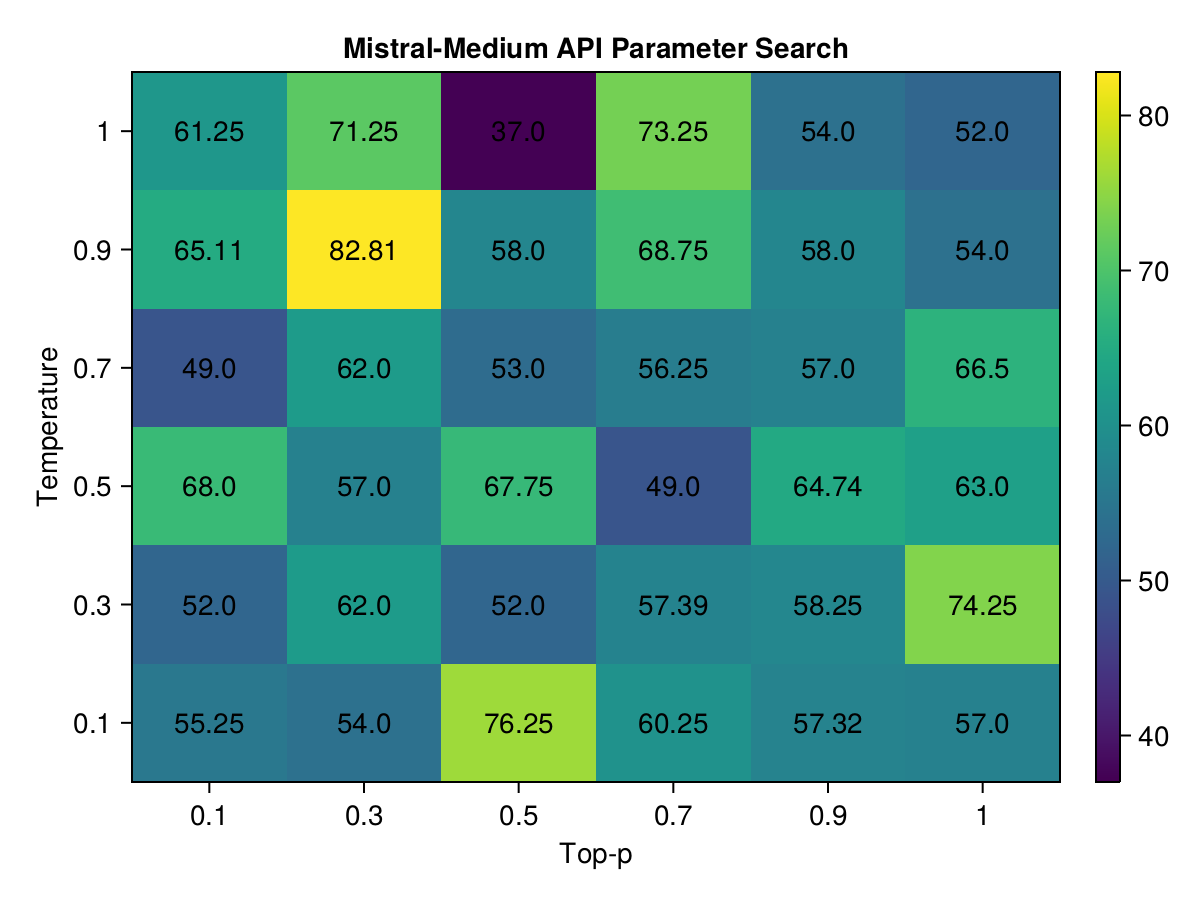 Mistral-Medium API Parameter Search
1 61.25 71.25 37.0 73.25 54.0 52.0
0.9 65.11 82.81 58.0 68.75 58.0 54.0
0.7 49.0 62.0 53.0 56.25 57.0 66.5
0.5 68.0 57.0 67.75 49.0 64.74 63.0
0.3 52.0 62.0 52.0 57.39 58.25 74.25
0.1 55.25 54.0 76.25 60.25 57.32 57.0
0.1 0.3 0.5 0.7 0.9 1
Top-p
Temperature
80
70
60
50
40